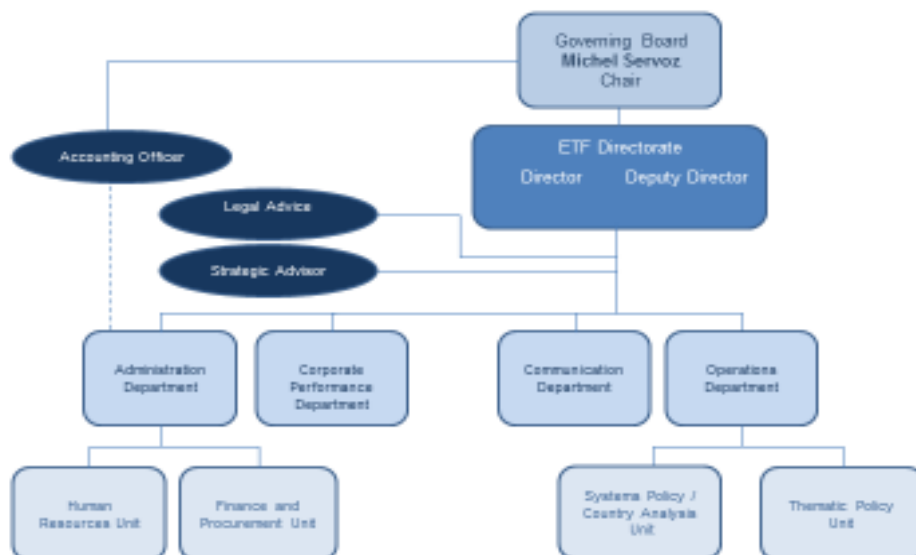 Governing Board
Michel Servoz
Chair
ETF Directorate
Director Deputy Director
Accounting Officer
Legal Advice
Strategic Advisor
Administration
Department
Corporate
Performance
Department
Communication
Department
Operations
Department
Human
Resources Unit
Finance and
Procurement Unit
Systems Policy /
Country Analysis
Unit
Thematic Policy
Unit